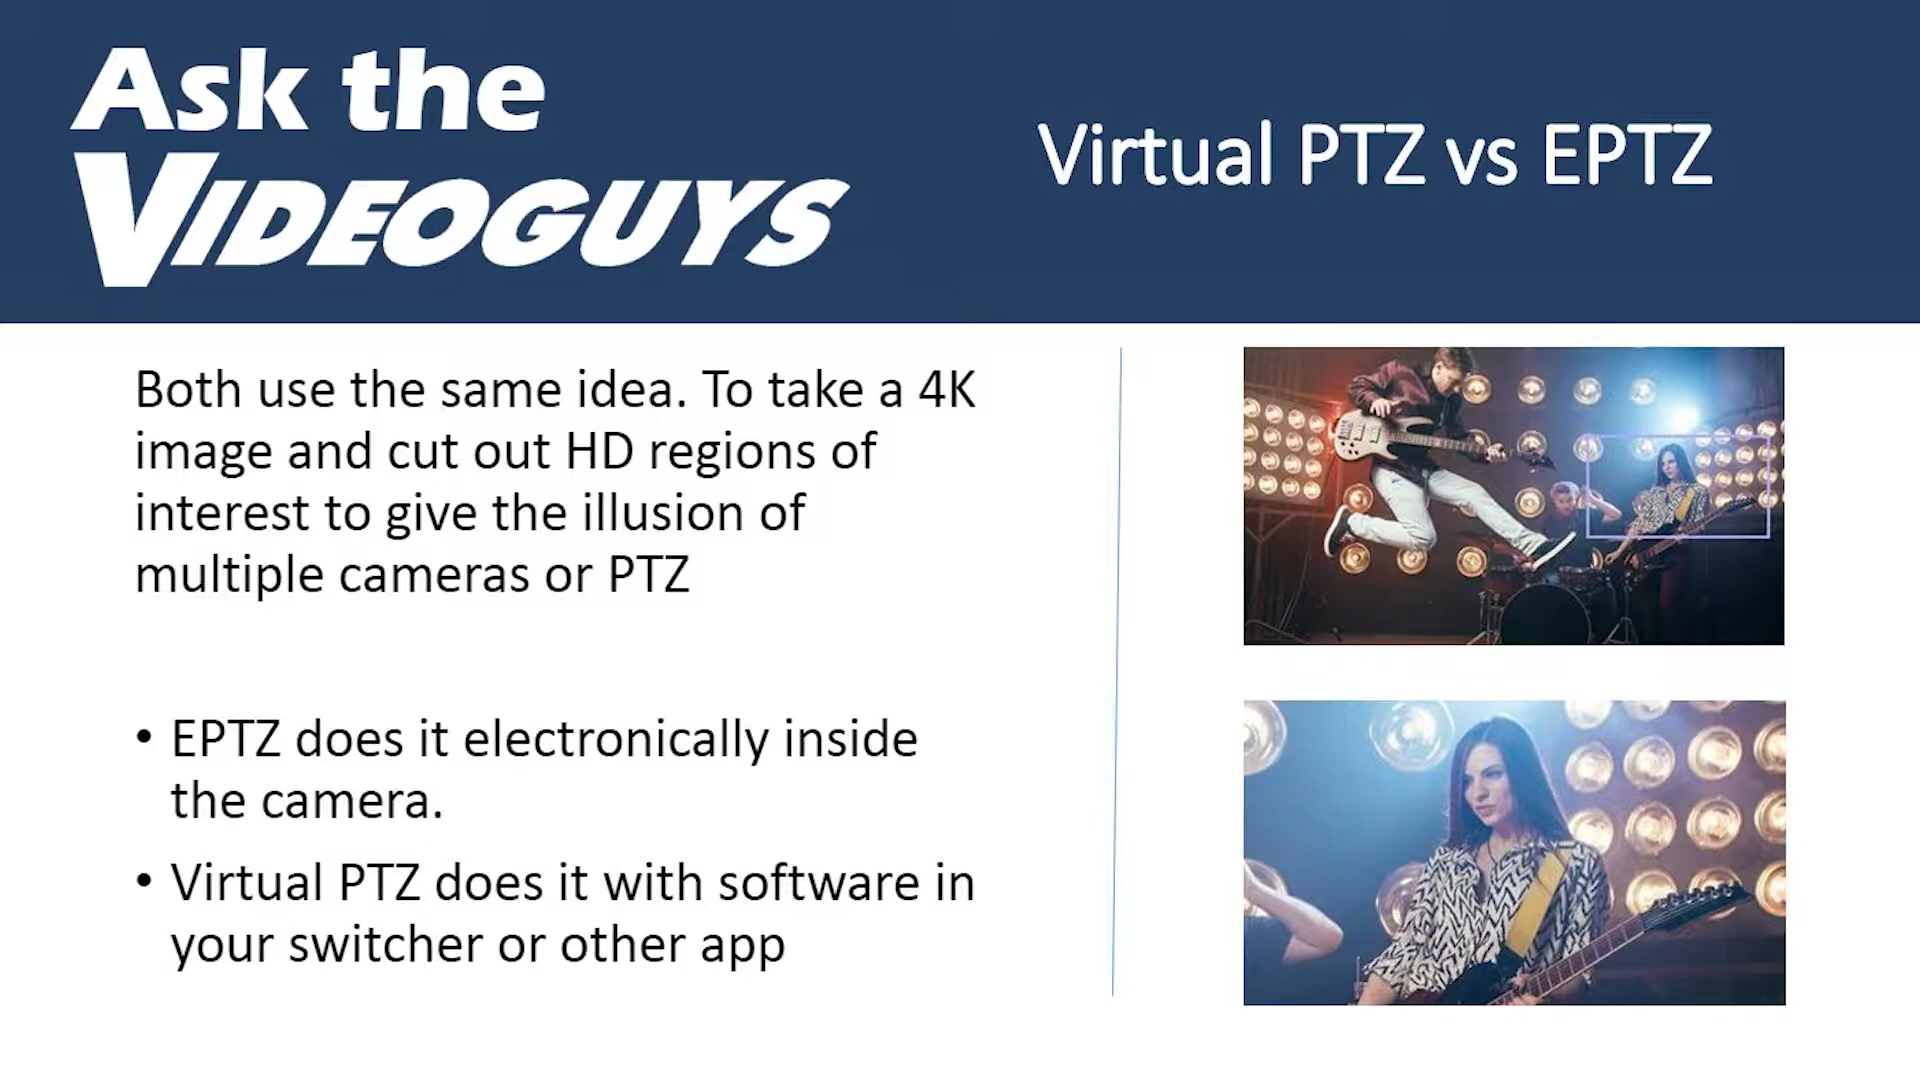 Ask the
VIDEOGUYS
Virtual PTZ vs EPTZ
Both use the same idea. To take a 4K
image and cut out HD regions of
interest to give the illusion of
multiple cameras or PTZ
• EPTZ does it electronically inside
the camera.
• Virtual PTZ does it with software in
your switcher or other app